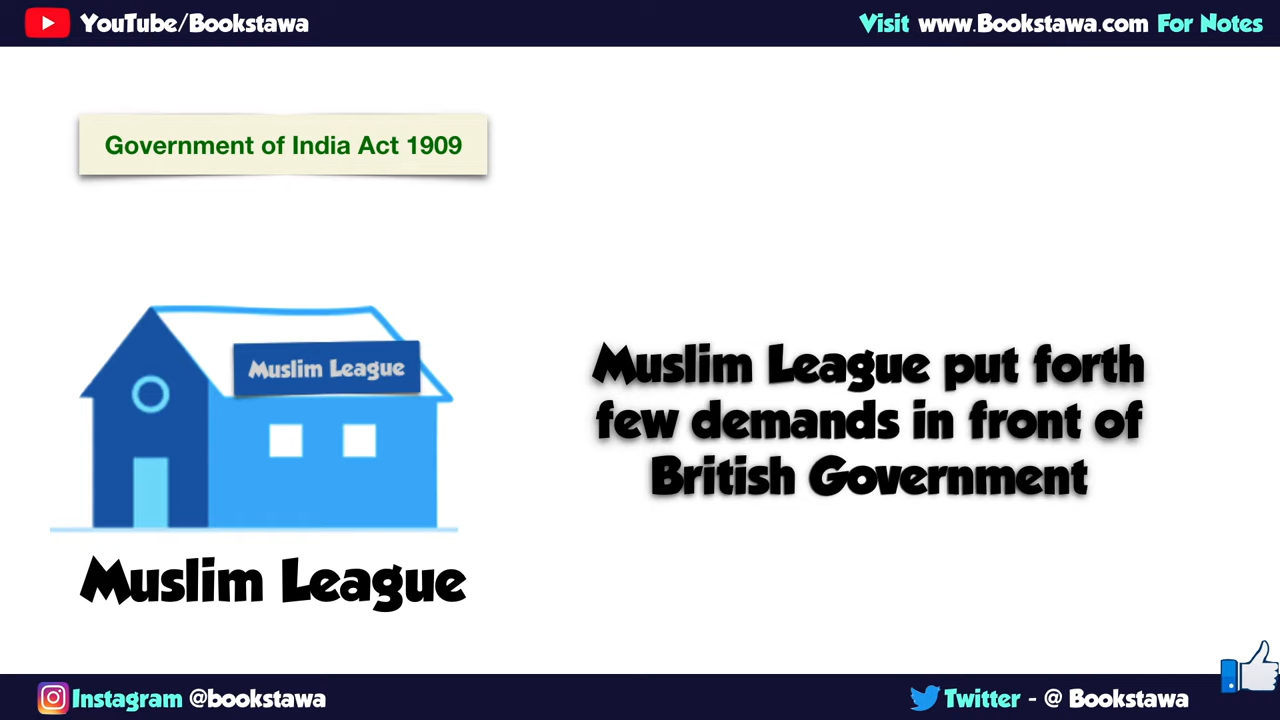 YouTube/Bookstawa
Visit www.Bookstawa.com For Notes
Government of India Act 1909
Muslim League
Muslim League put forth
few demands in front of
British Government
Muslim League
Instagram @bookstawa
Twitter - @ Bookstawa